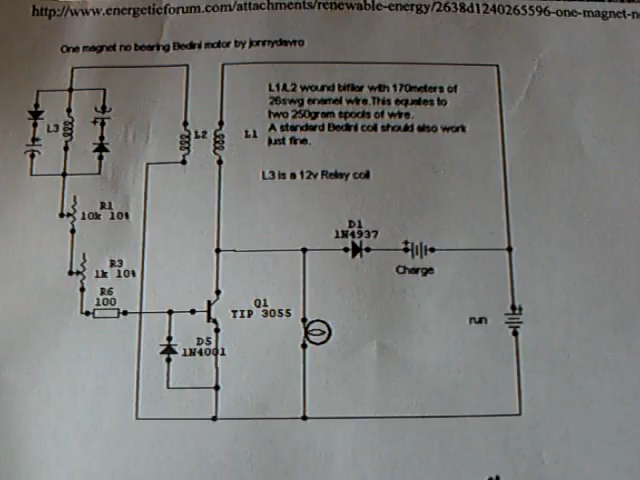 http://www.energeticforum.com/attachments/renewable-energy/2638d1240265596-one-magnet-n
One magnet no bearing Bedini motor by jonnydavro
L1/L2 wound bifilar with 170meters of
26swg enamel wire.This equates to
two 250gram spools of wire.
A standard Bedini coil should also work
just fine.
L3 is a 12v Relay coil
L3
L2
L1
R1
10k 10%
R3
1k 10%
R6
100
D1
1N4937
Charge
Q1
TIP 3055
run
D5
1N4001